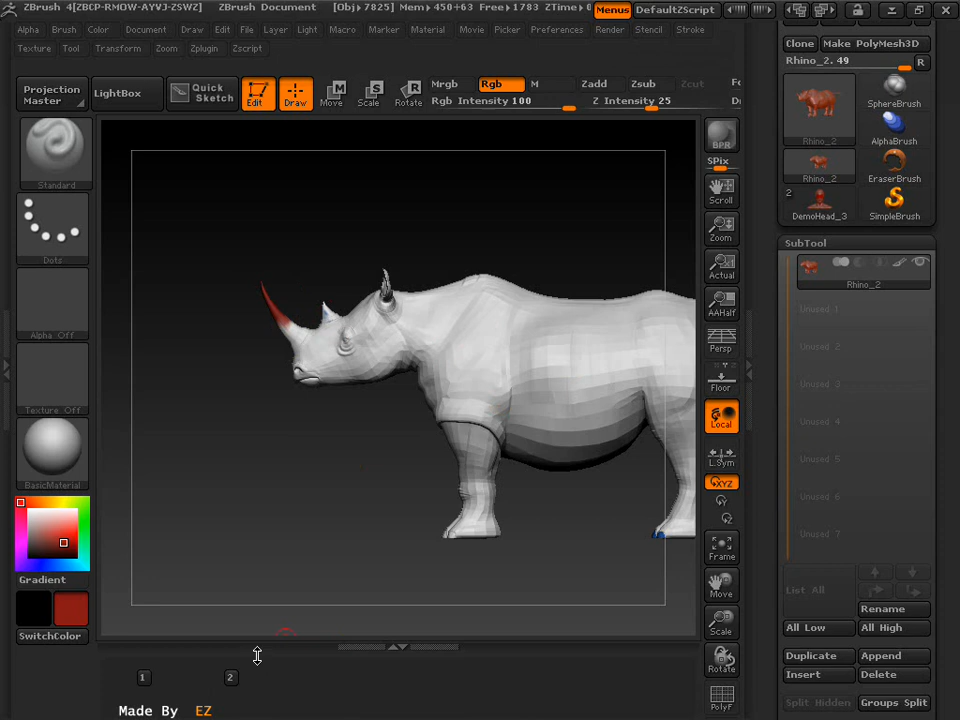 ZBrush 4[ZBCP-RMOW-AYVJ-ZSWZ] ZBrush Document [Obj▸7825] Mem▸450+63 Free▸1783 ZTime▸0 Menus DefaultZScript
Alpha Brush Color Document Draw Edit File Layer Light Macro Marker Material Movie Picker Preferences Render Stencil Stroke
Texture Tool Transform Zoom Zplugin Zscript
Clone Make PolyMesh3D
Rhino_2. 49 R
Projection Master
LightBox
Quick Sketch
Edit
Draw
Move
Scale
Rotate
Mrgb Rgb M Zadd Zsub Zcut
Rgb Intensity 100 Z Intensity 25
Standard
Dots
Alpha Off
Texture Off
BasicMaterial
Gradient
SwitchColor
BPR
SPix
Scroll
Zoom
Actual
AAHalf
Persp
Floor
Local
L.Sym
XYZ
Y
Z
Frame
Move
Scale
Rotate
PolyF
Rhino_2
SphereBrush
AlphaBrush
Rhino_2
EraserBrush
2
DemoHead_3
SimpleBrush
SubTool
Rhino_2
Unused 1
Unused 2
Unused 3
Unused 4
Unused 5
Unused 6
Unused 7
List All
Rename
All Low All High
Duplicate Append
Insert Delete
Split Hidden Groups Split
1 2
Made By EZ